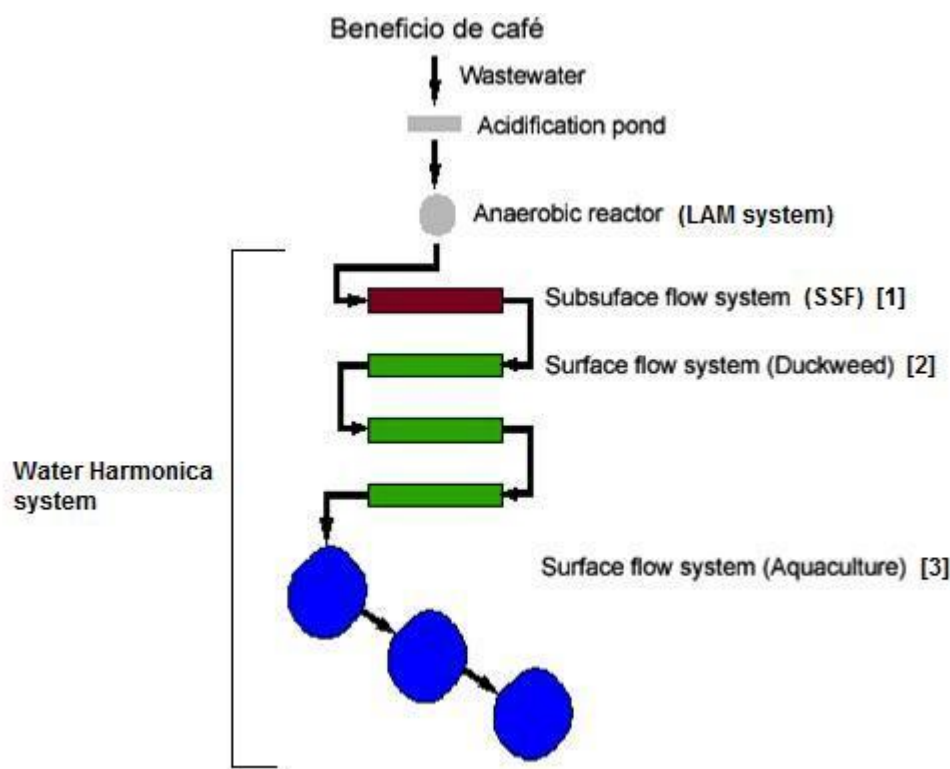 Beneficio de café
Wastewater
Acidification pond
Anaerobic reactor (LAM system)
Subsuface flow system (SSF) [1]
Surface flow system (Duckweed) [2]
Water Harmonica
system
Surface flow system (Aquaculture) [3]